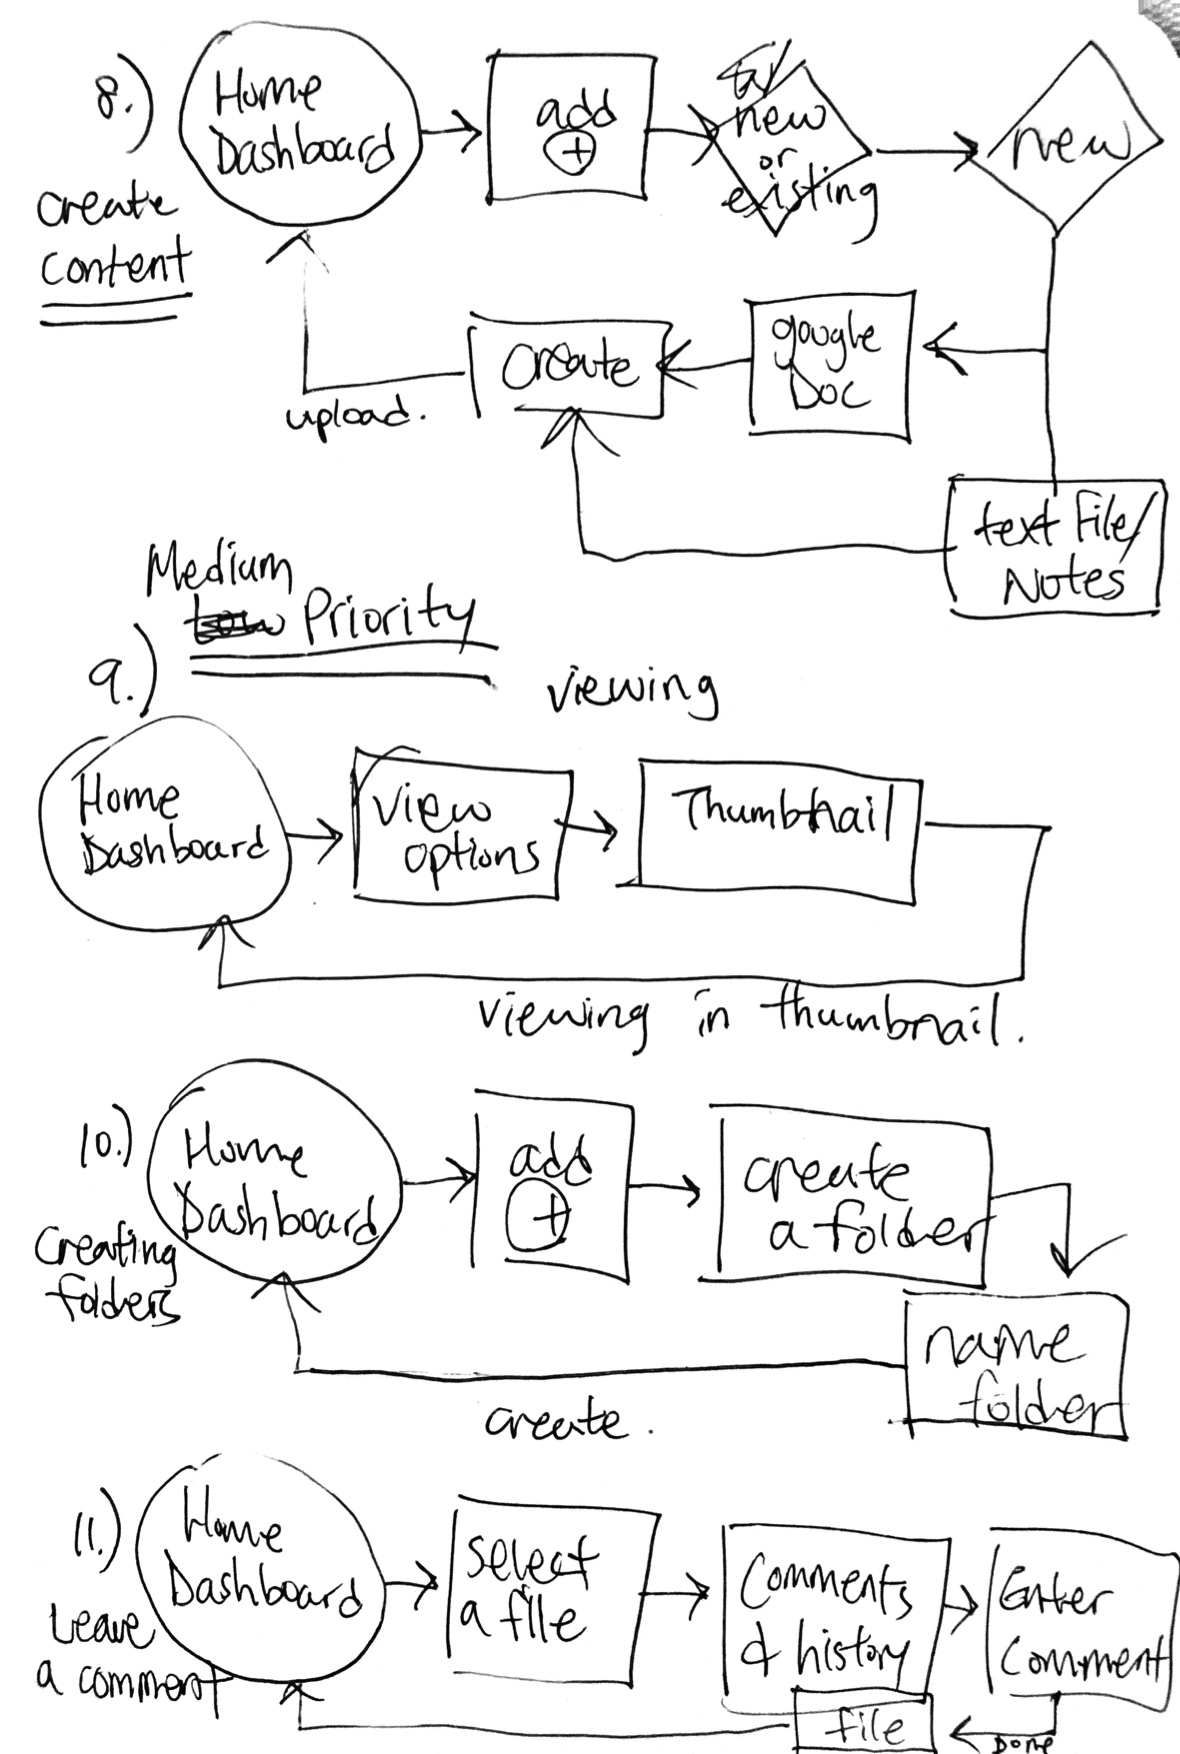 8.)
Home
Dashboard
add
+
new
or
existing
new
create
content
google
Doc
create
upload.
text File/
Notes
Medium
Low Priority
9.)
viewing
Home
Dashboard
View
options
Thumbnail
viewing in thumbnail.
10.)
Home
Dashboard
add
+
create
a folder
Creating
folders
name
folder
create.
11.)
Home
Dashboard
select
a file
Comments
& history
Enter
Comment
Leave
a comment
file
Done